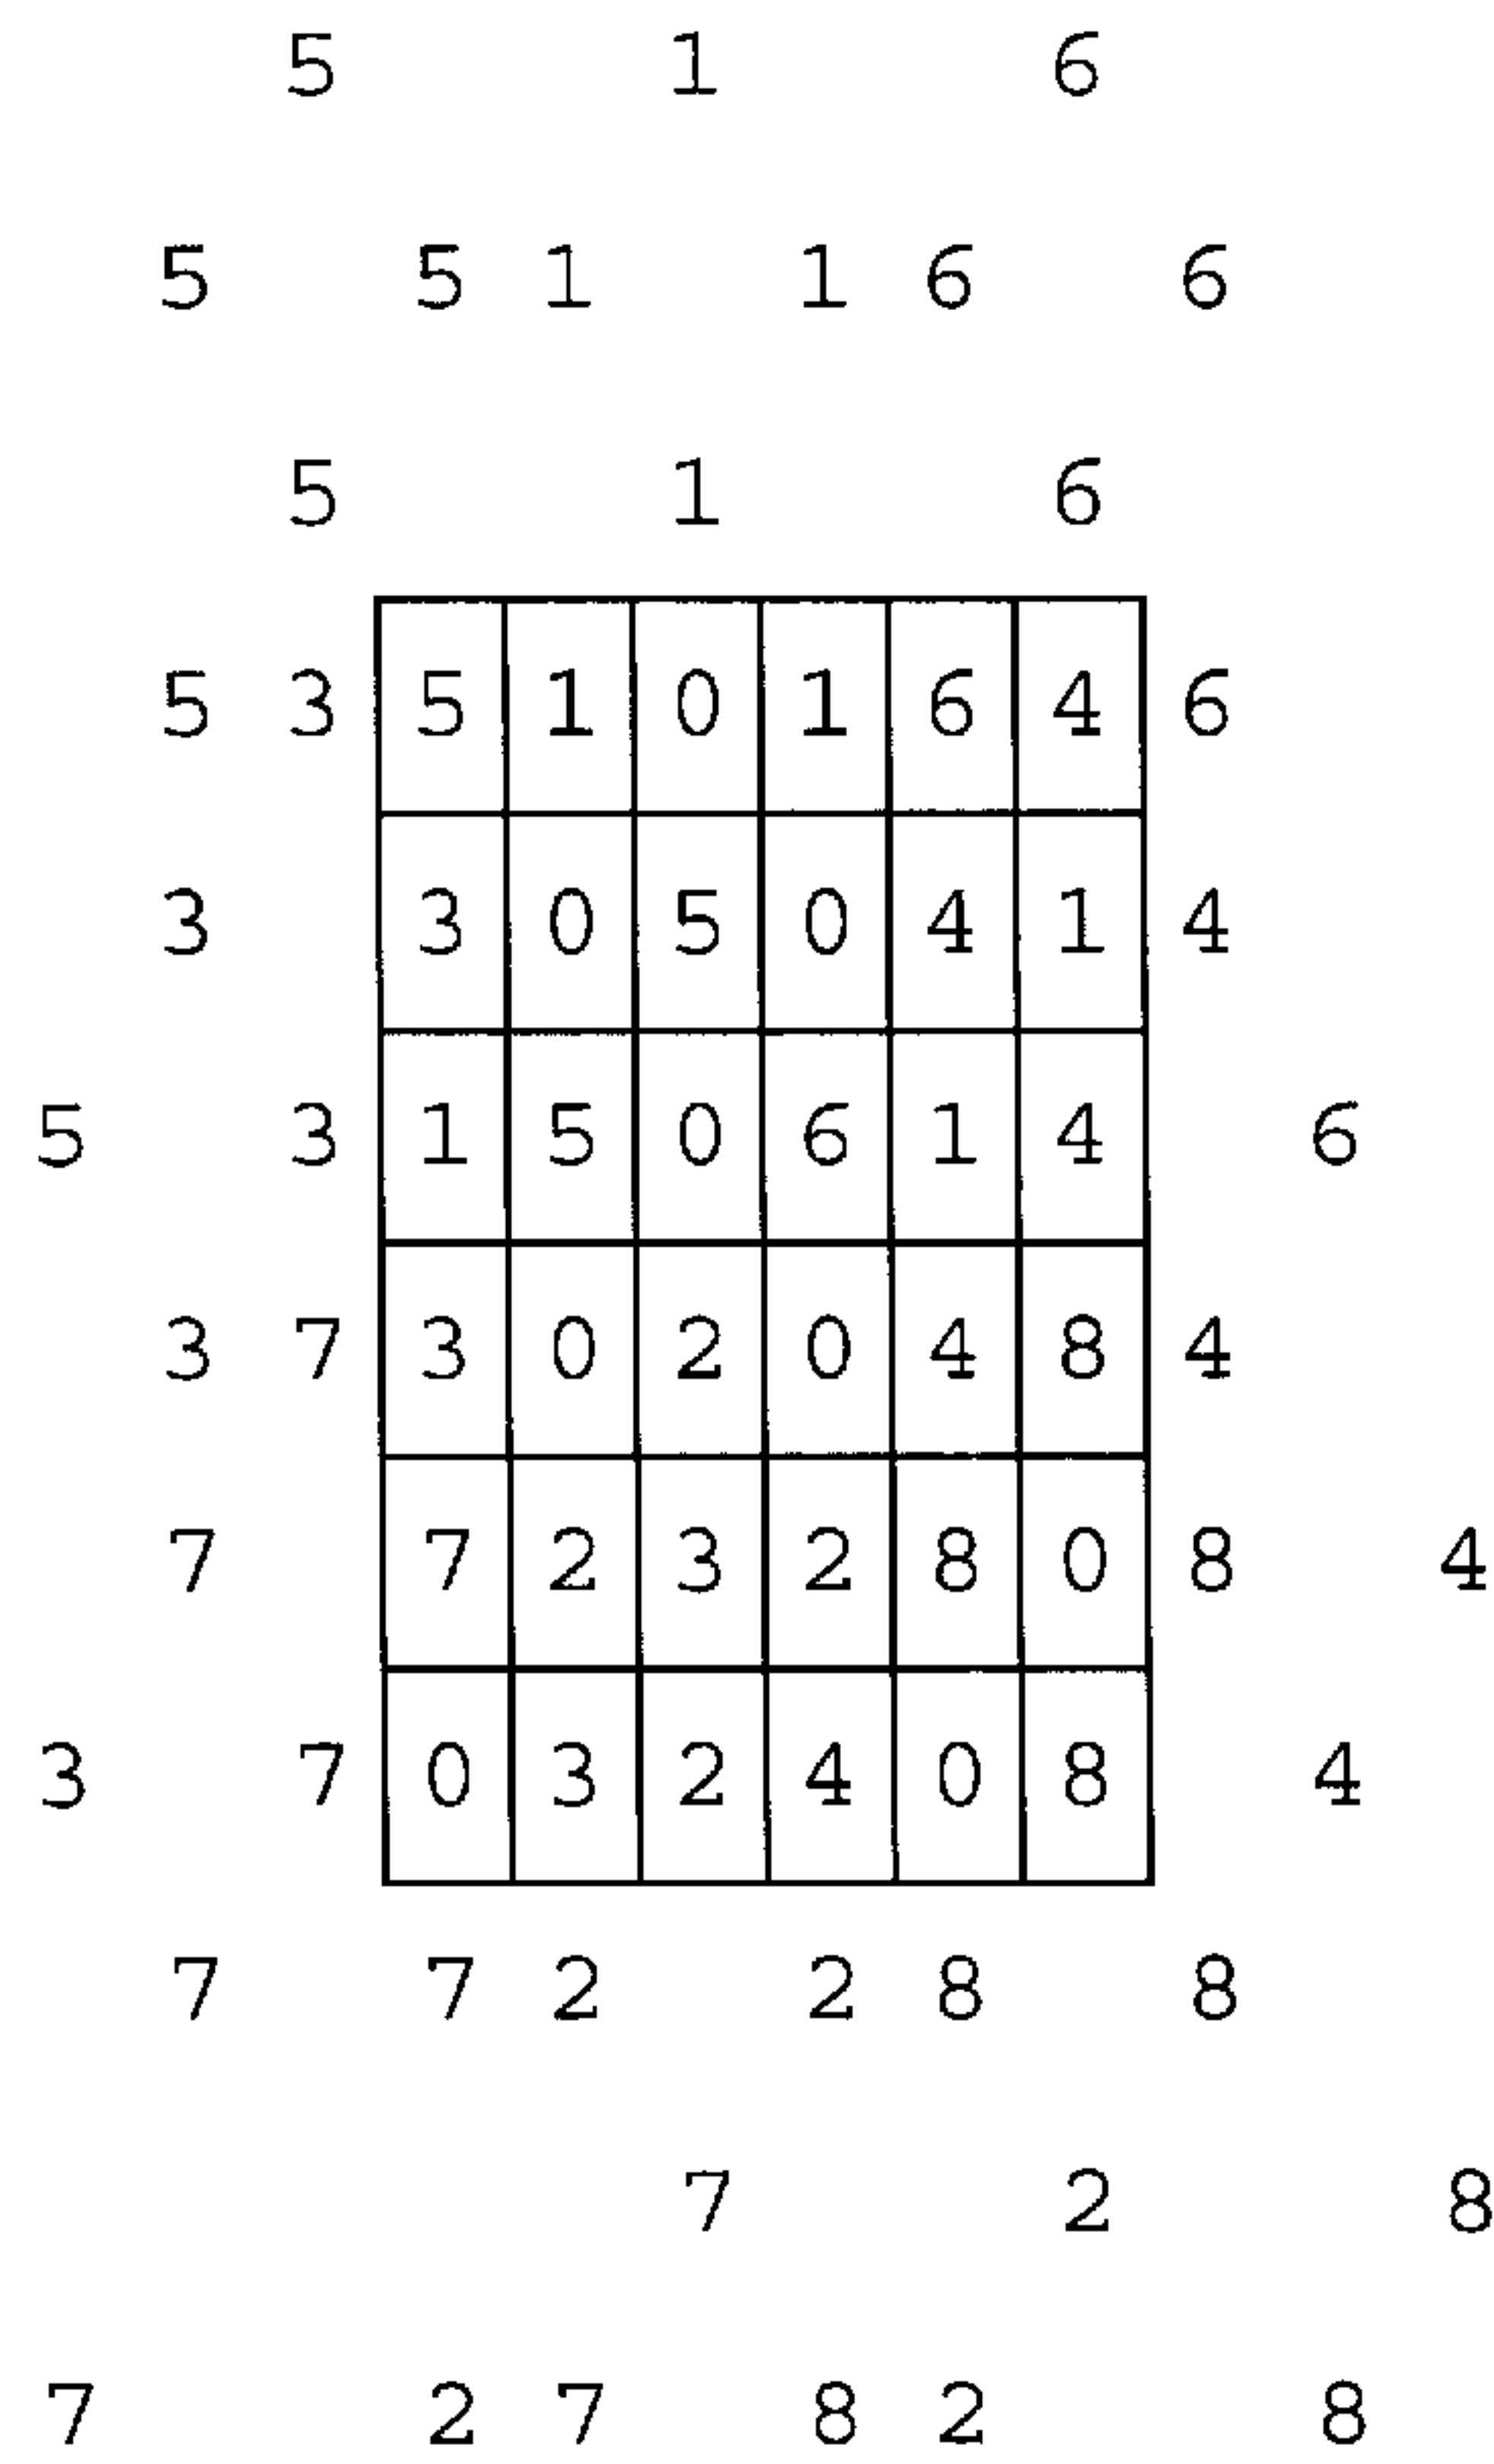 5 1 6
5 5 1 1 6 6
5 1 6
5 3 5 1 0 1 6 4 6
3 3 0 5 0 4 1 4
5 3 1 5 0 6 1 4 6
3 7 3 0 2 0 4 8 4
7 7 2 3 2 8 0 8 4
3 7 0 3 2 4 0 8 4
7 7 2 2 8 8
7 2 8
7 2 7 8 2 8